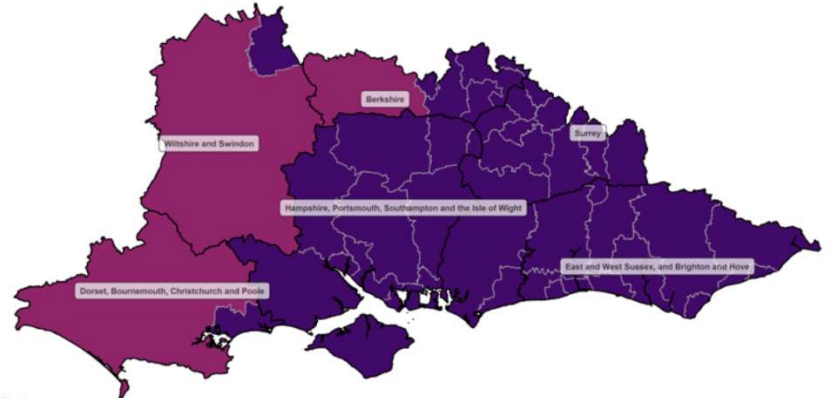 Berkshire
Surrey
Wiltshire and Swindon
Hampshire, Portsmouth, Southampton and the Isle of Wight
East and West Sussex, and Brighton and Hove
Dorset, Bournemouth, Christchurch and Poole